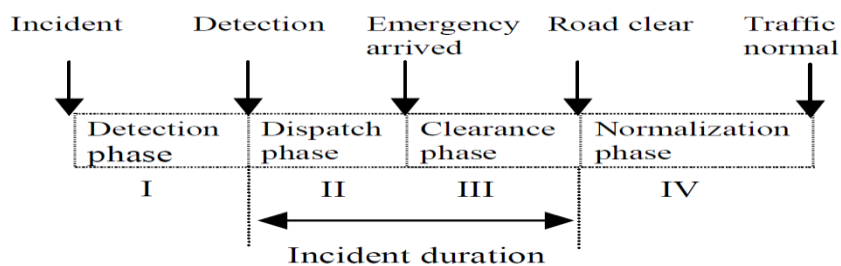 Incident
Detection
Emergency
arrived
Road clear
Traffic
normal
Detection
phase
Dispatch
phase
Clearance
phase
Normalization
phase
I
II
III
IV
Incident duration